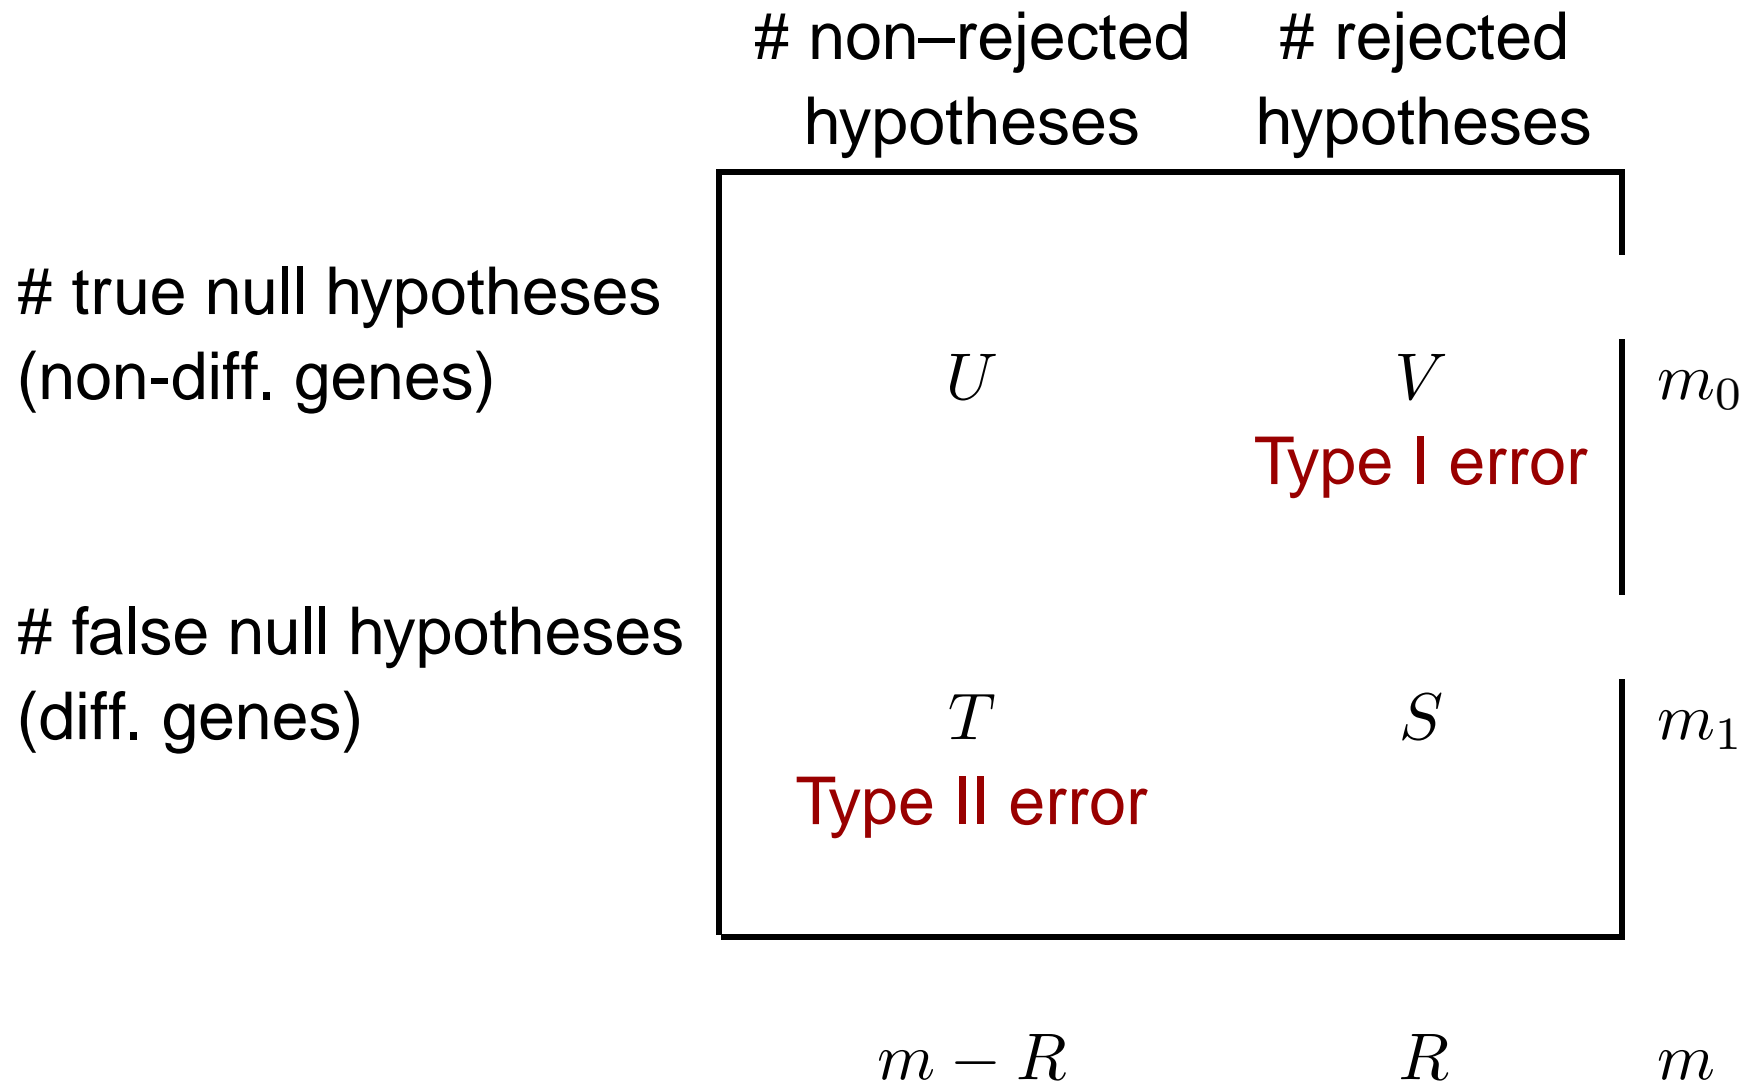 # non–rejected # rejected
hypotheses hypotheses
# true null hypotheses
(non-diff. genes) U V m₀
Type I error
# false null hypotheses
(diff. genes) T S m₁
Type II error
m − R R m